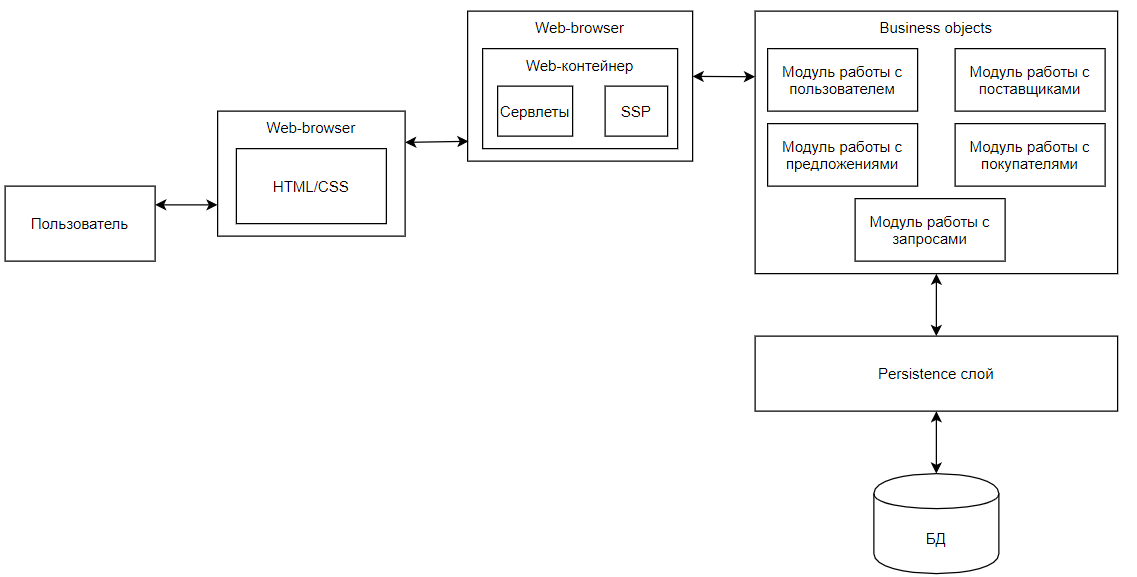 Пользователь
Web-browser
HTML/CSS
Web-browser
Web-контейнер
Сервлеты
SSP
Business objects
Модуль работы с
пользователем
Модуль работы с
поставщиками
Модуль работы с
предложениями
Модуль работы с
покупателями
Модуль работы с
запросами
Persistence слой
БД